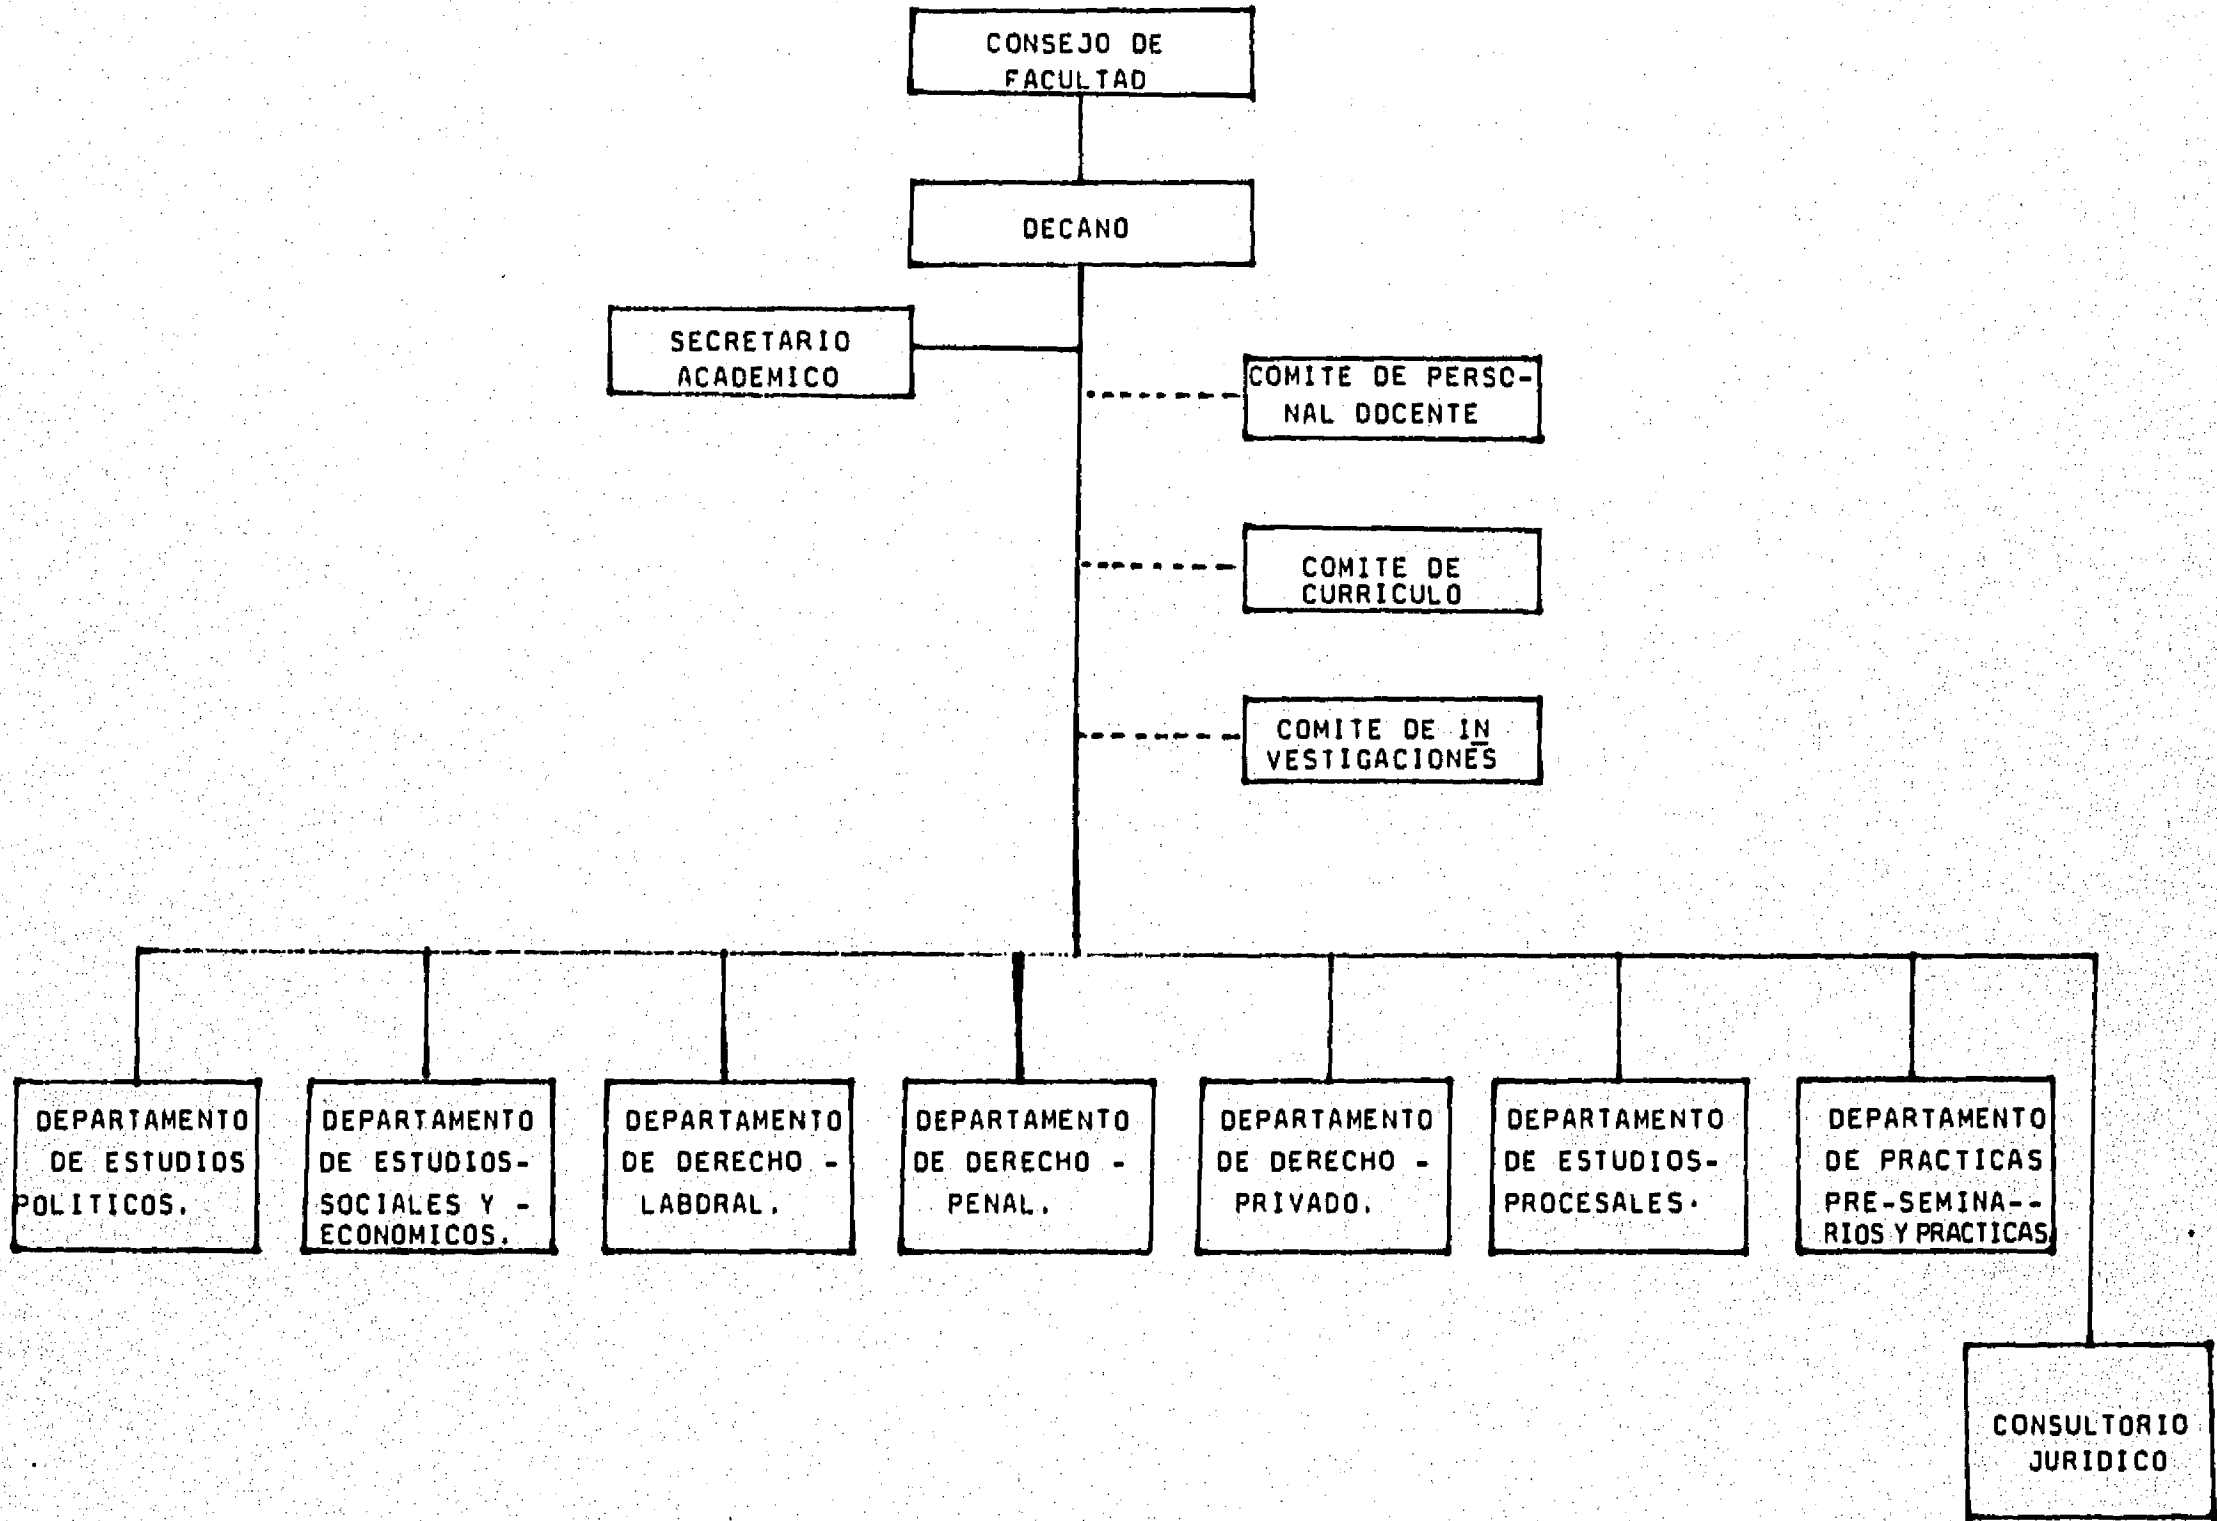 CONSEJO DE
FACULTAD
DECANO
SECRETARIO
ACADEMICO
COMITE DE PERSO-
NAL DOCENTE
COMITE DE
CURRICULO
COMITE DE IN
VESTIGACIONES
DEPARTAMENTO
DE ESTUDIOS
POLITICOS.
DEPARTAMENTO
DE ESTUDIOS-
SOCIALES Y -
ECONOMICOS.
DEPARTAMENTO
DE DERECHO -
LABORAL.
DEPARTAMENTO
DE DERECHO -
PENAL.
DEPARTAMENTO
DE DERECHO -
PRIVADO.
DEPARTAMENTO
DE ESTUDIOS-
PROCESALES.
DEPARTAMENTO
DE PRACTICAS
PRE-SEMINA--
RIOS Y PRACTICAS
CONSULTORIO
JURIDICO